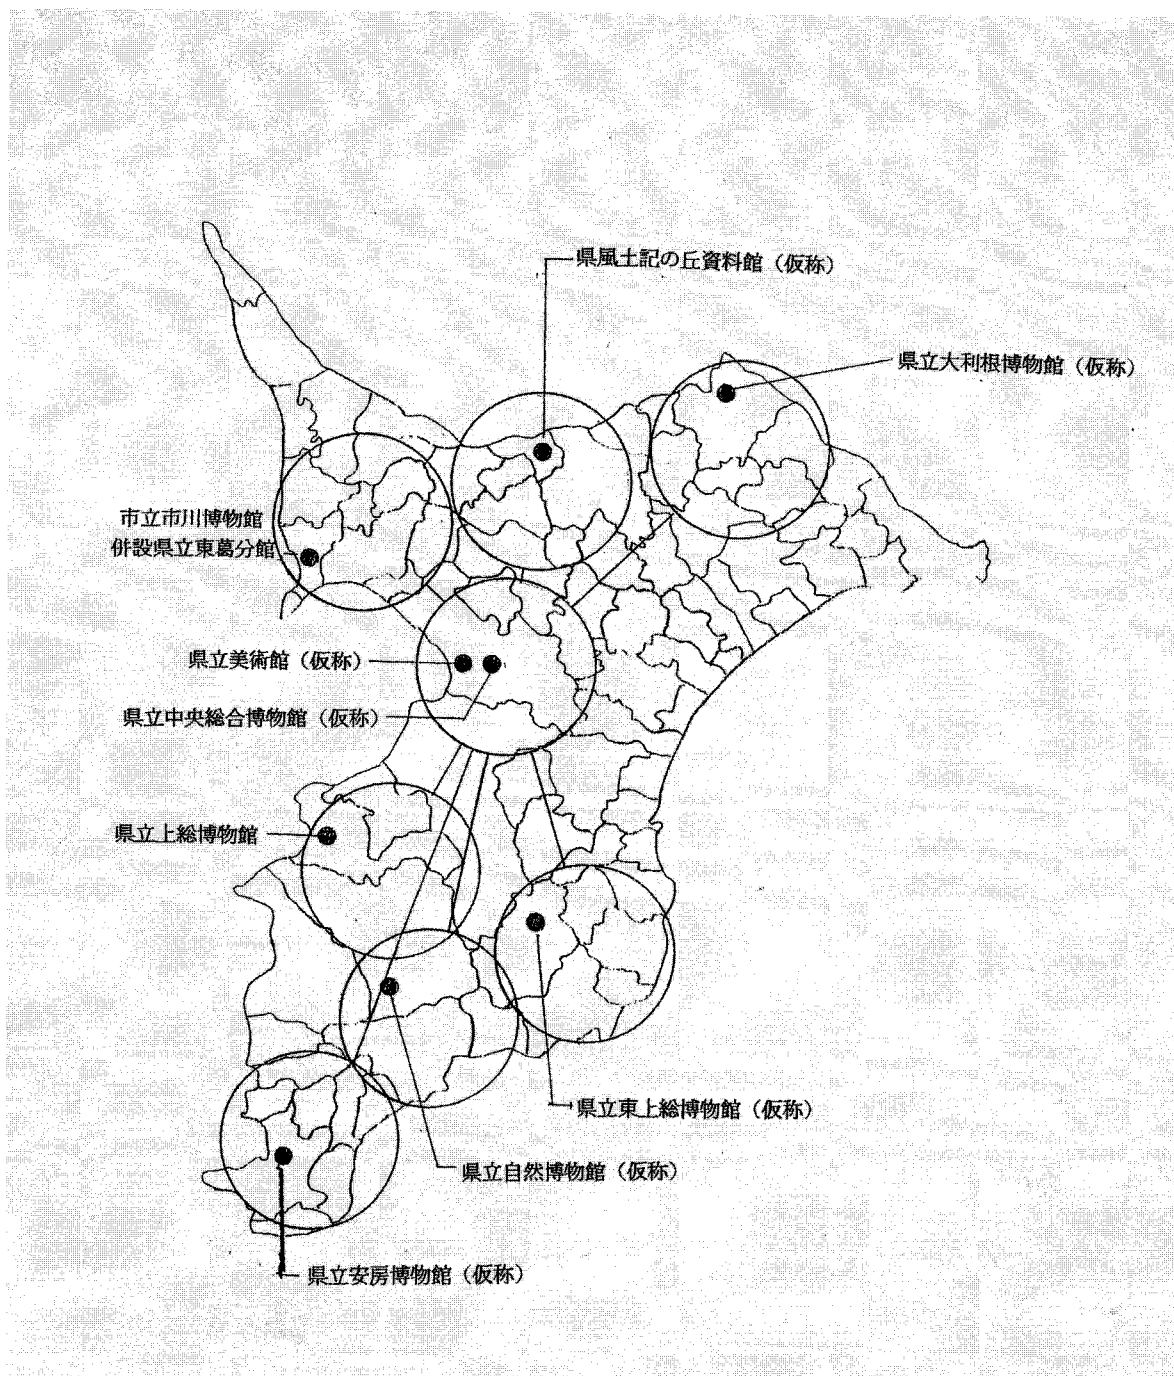 県風土記の丘資料館（仮称）
県立大利根博物館（仮称）
市立市川博物館
併設県立東葛分館
県立美術館（仮称）
県立中央総合博物館（仮称）
県立上総博物館
県立東上総博物館（仮称）
県立自然博物館（仮称）
県立安房博物館（仮称）